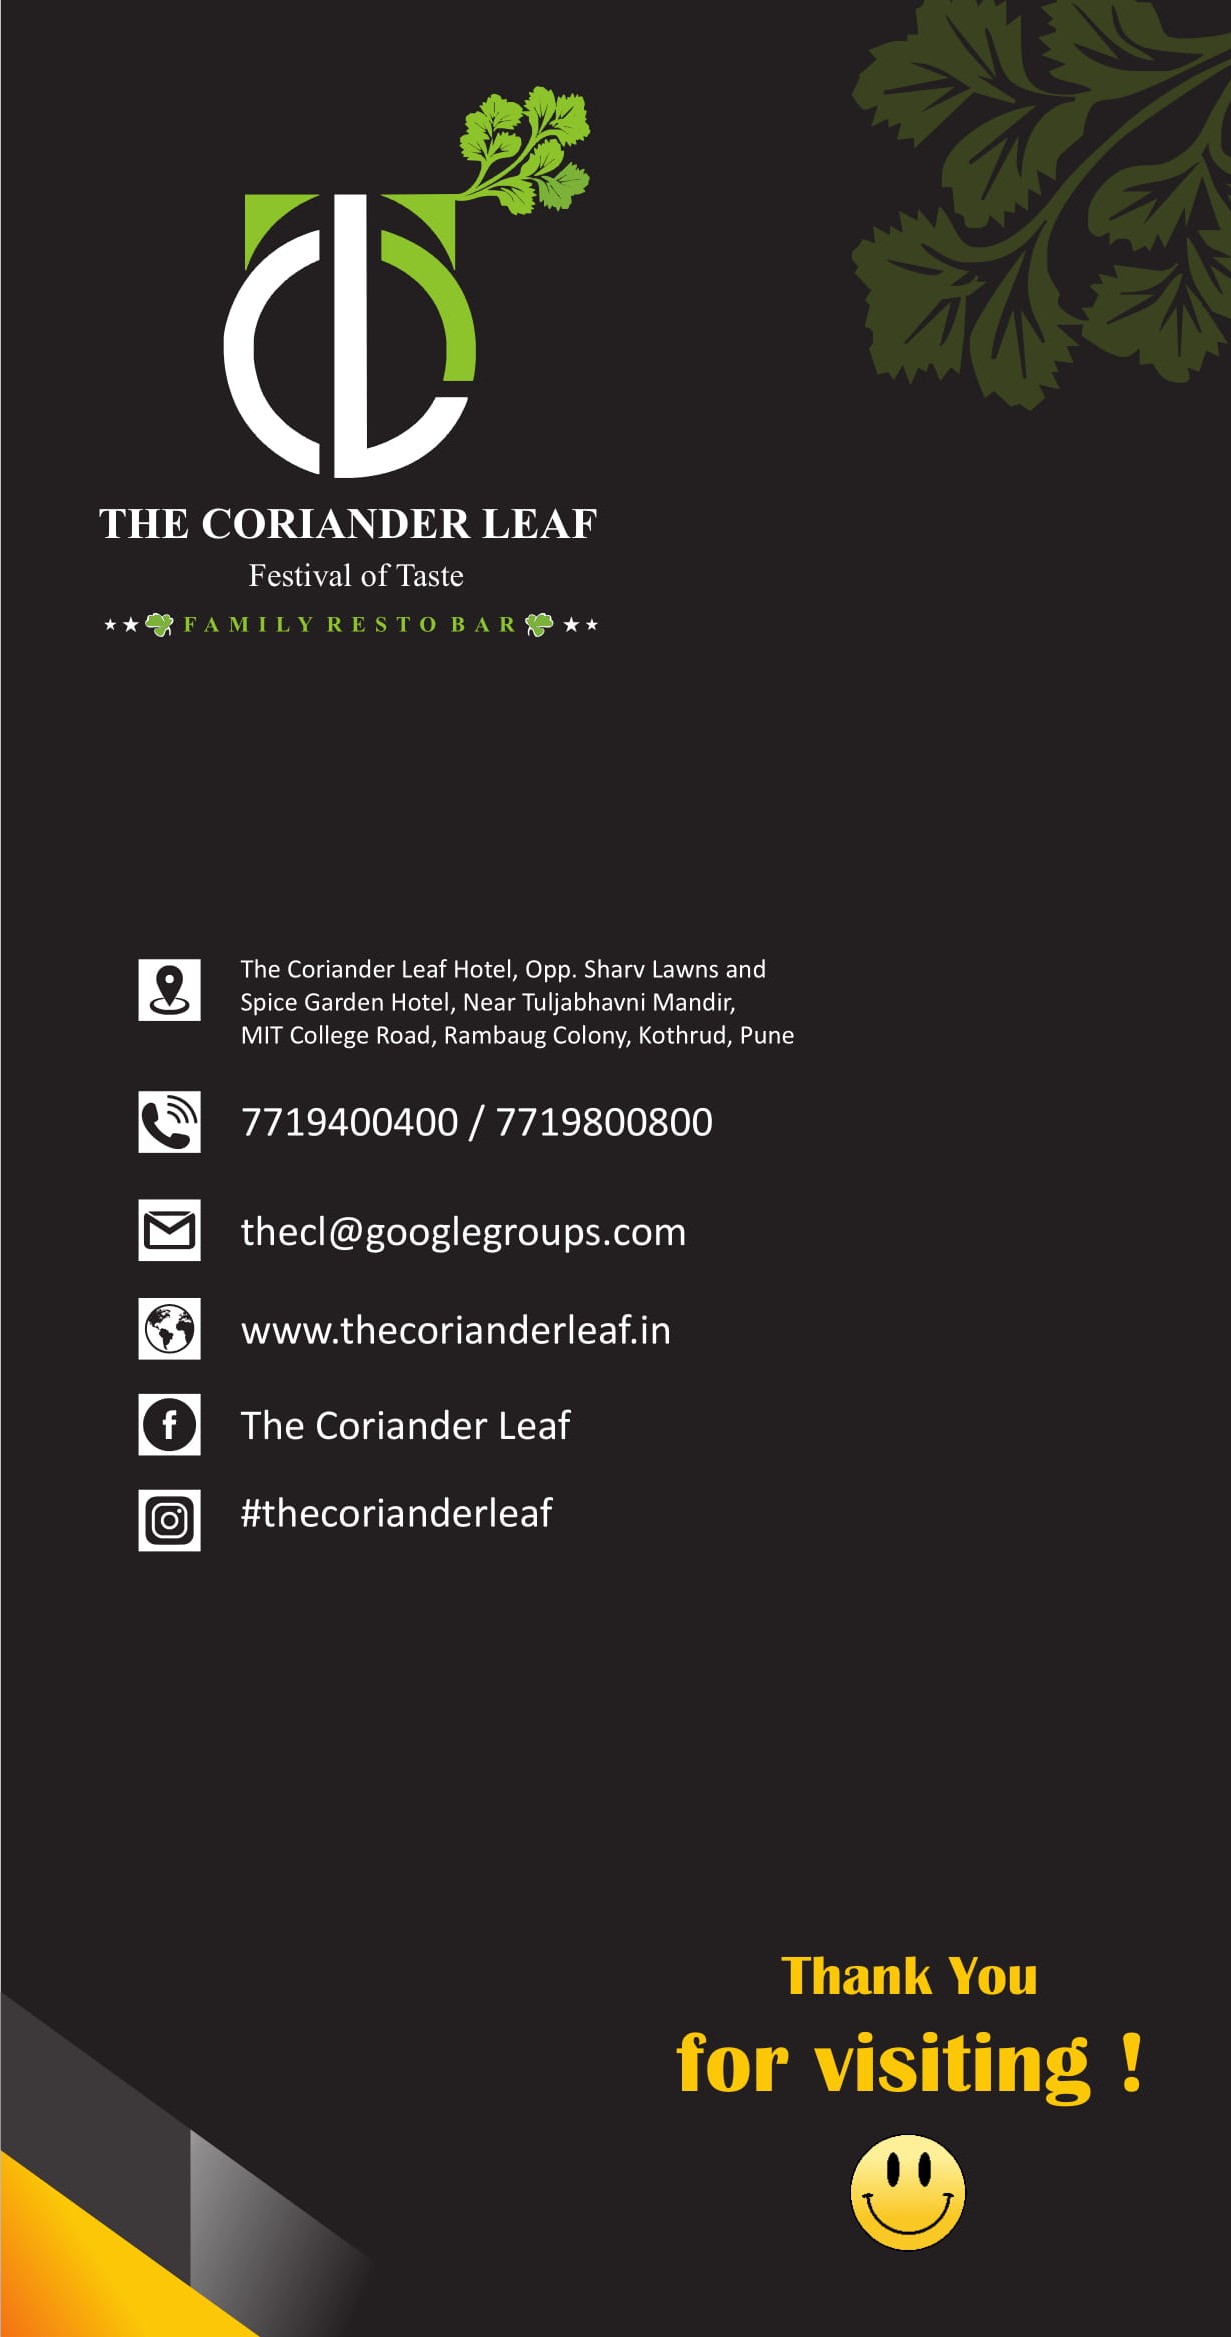 THE CORIANDER LEAF
Festival of Taste
FAMILY RESTO BAR
The Coriander Leaf Hotel, Opp. Sharv Lawns and
Spice Garden Hotel, Near Tuljabhavni Mandir,
MIT College Road, Rambaug Colony, Kothrud, Pune
7719400400 / 7719800800
thecl@googlegroups.com
www.thecorianderleaf.in
The Coriander Leaf
#thecorianderleaf
Thank You
for visiting !